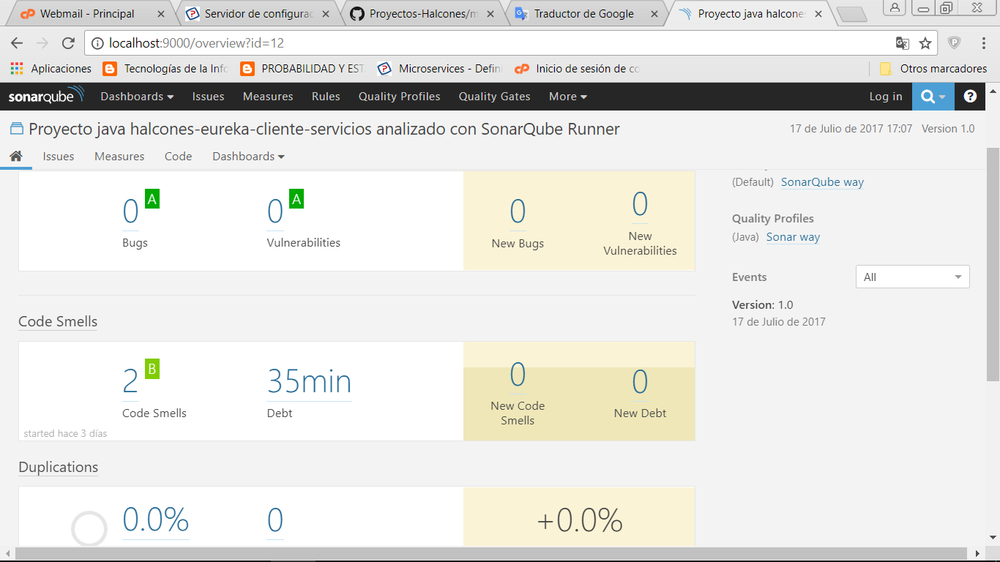 Webmail - Principal
Servidor de configurac
Proyectos-Halcones/m
Traductor de Google
Proyecto java halcones
localhost:9000/overview?id=12
Aplicaciones
Tecnologías de la Info
PROBABILIDAD Y EST
Microservices - Defini
Inicio de sesión de co
Otros marcadores
sonarqube
Dashboards
Issues
Measures
Rules
Quality Profiles
Quality Gates
More
Log in
Proyecto java halcones-eureka-cliente-servicios analizado con SonarQube Runner
17 de Julio de 2017 17:07 Version 1.0
Issues
Measures
Code
Dashboards
(Default) SonarQube way
0 A
Bugs
0 A
Vulnerabilities
0
New Bugs
0
New
Vulnerabilities
Quality Profiles
(Java) Sonar way
Events
All
Version: 1.0
17 de Julio de 2017
Code Smells
2 B
Code Smells
35min
Debt
0
New Code
Smells
0
New Debt
started hace 3 días
Duplications
0.0%
0
+0.0%